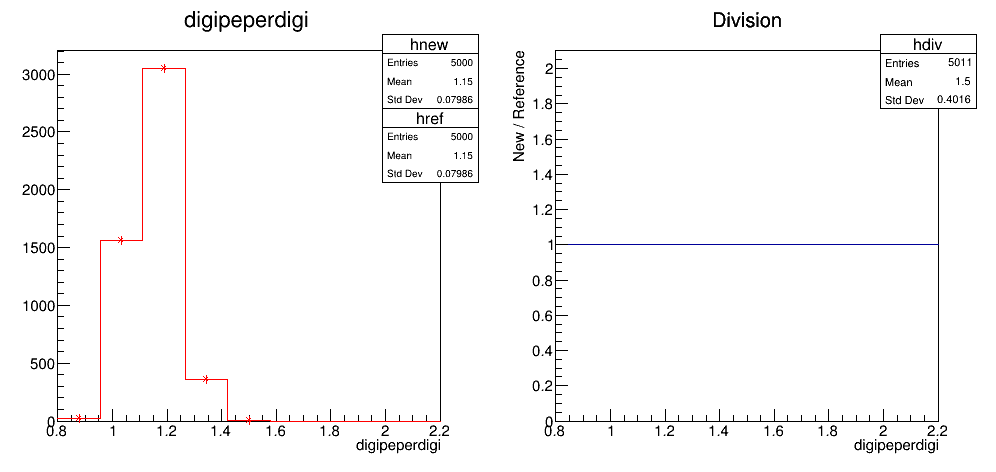 digipeperdigi
hnew
Entries 5000
Mean 1.15
Std Dev 0.07986
href
Entries 5000
Mean 1.15
Std Dev 0.07986
3000
2500
2000
1500
1000
500
0
0.8 1 1.2 1.4 1.6 1.8 2 2.2
digipeperdigi
Division
hdiv
Entries 5011
Mean 1.5
Std Dev 0.4016
New / Reference
2
1.8
1.6
1.4
1.2
1
0.8
0.6
0.4
0.2
0
0.8 1 1.2 1.4 1.6 1.8 2 2.2
digipeperdigi